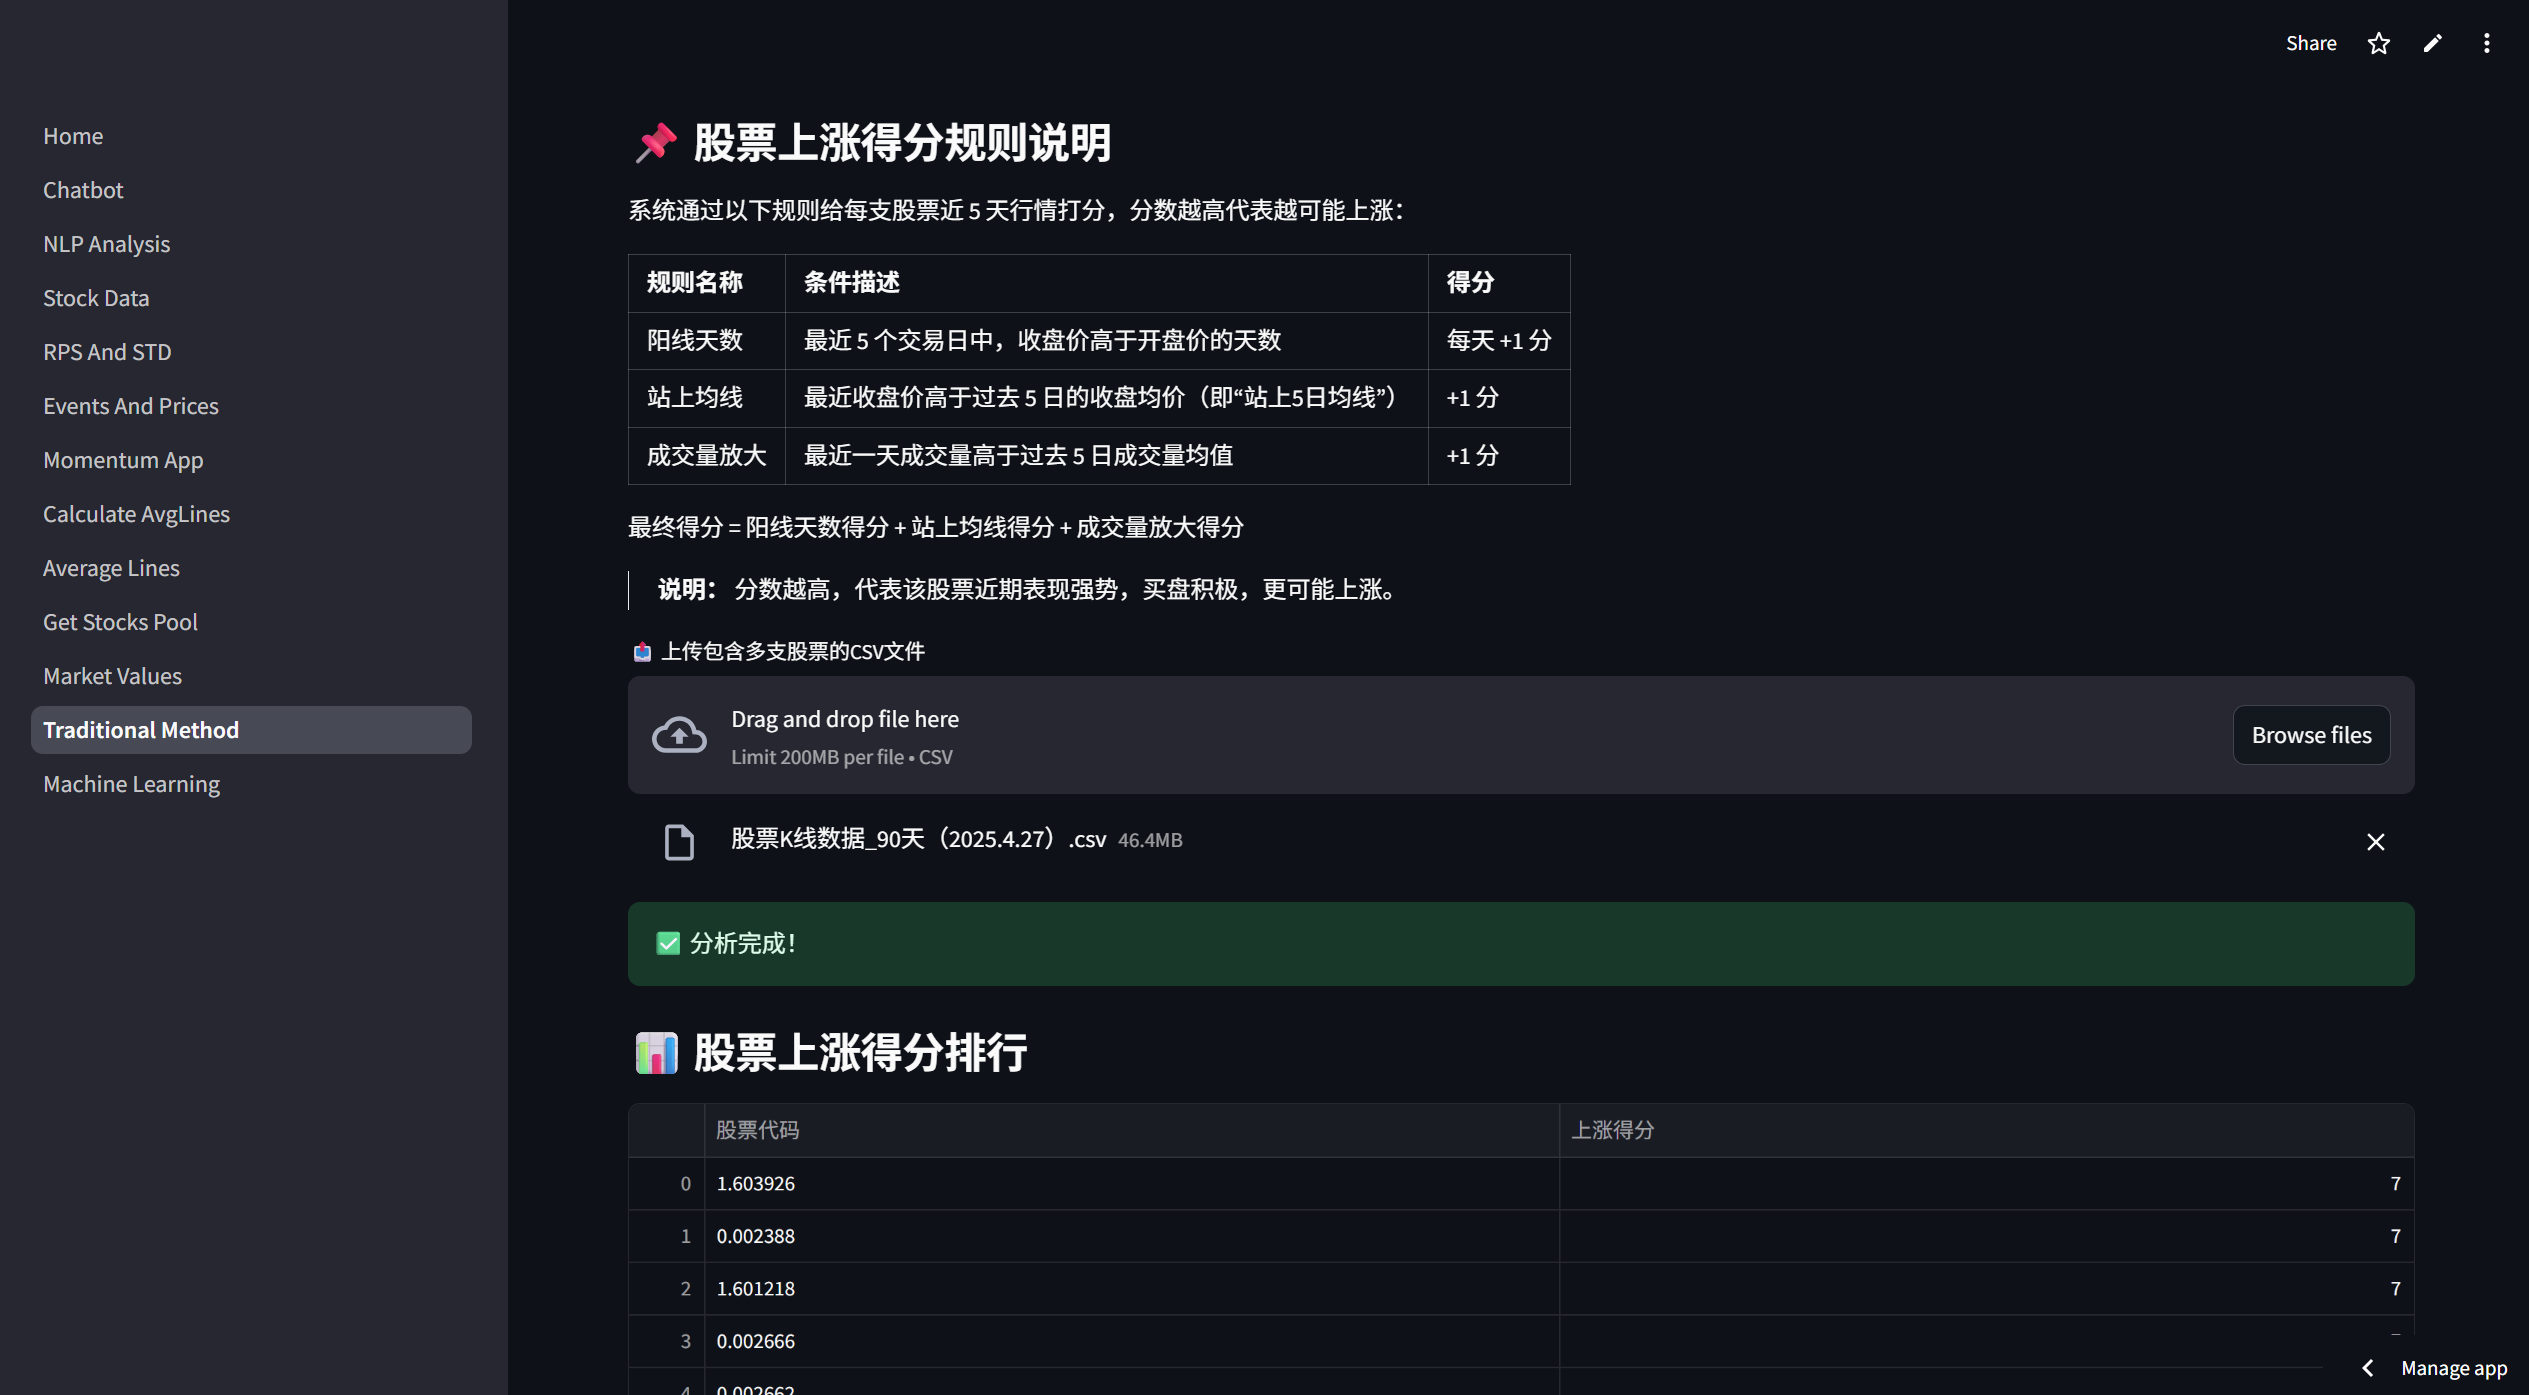 Share
Home
Chatbot
NLP Analysis
Stock Data
RPS And STD
Events And Prices
Momentum App
Calculate AvgLines
Average Lines
Get Stocks Pool
Market Values
Traditional Method
Machine Learning
股票上涨得分规则说明
系统通过以下规则给每支股票近 5 天行情打分，分数越高代表越可能上涨：
规则名称 条件描述 得分
阳线天数 最近 5 个交易日中，收盘价高于开盘价的天数 每天 +1 分
站上均线 最近收盘价高于过去 5 日的收盘均价（即“站上5日均线”） +1 分
成交量放大 最近一天成交量高于过去 5 日成交量均值 +1 分
最终得分 = 阳线天数得分 + 站上均线得分 + 成交量放大得分
说明： 分数越高，代表该股票近期表现强势，买盘积极，更可能上涨。
上传包含多支股票的CSV文件
Drag and drop file here
Limit 200MB per file • CSV
Browse files
股票K线数据_90天（2025.4.27）.csv 46.4MB
分析完成！
股票上涨得分排行
股票代码 上涨得分
0 1.603926 7
1 0.002388 7
2 1.601218 7
3 0.002666
4 0.002662
Manage app